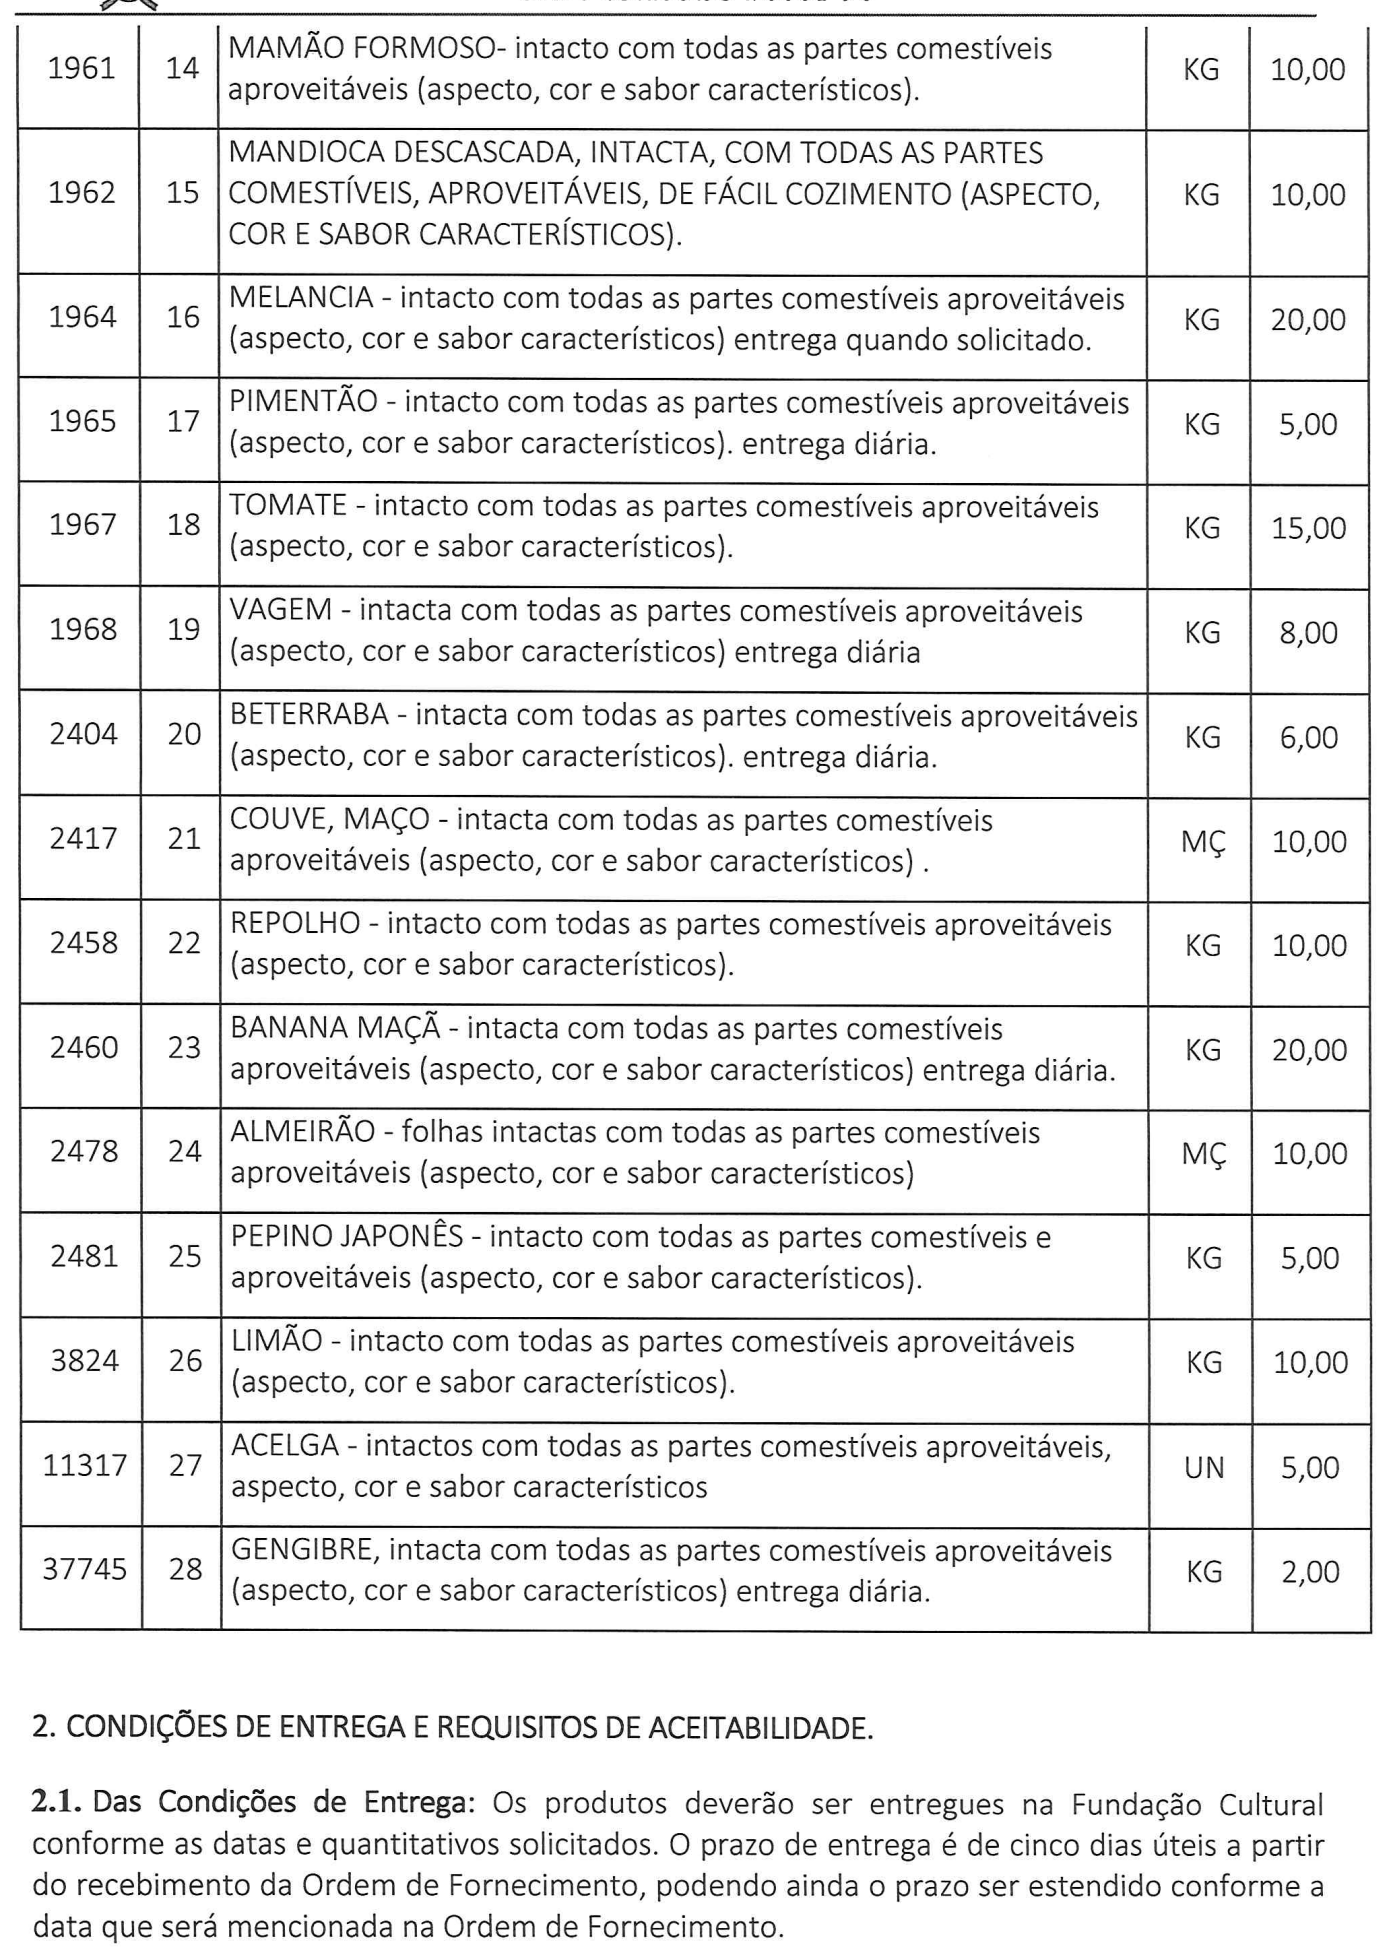 1961 14 MAMÃO FORMOSO- intacto com todas as partes comestíveis
aproveitáveis (aspecto, cor e sabor característicos). KG 10,00
1962 15 MANDIOCA DESCASCADA, INTACTA, COM TODAS AS PARTES
COMESTÍVEIS, APROVEITÁVEIS, DE FÁCIL COZIMENTO (ASPECTO,
COR E SABOR CARACTERÍSTICOS). KG 10,00
1964 16 MELANCIA - intacto com todas as partes comestíveis aproveitáveis
(aspecto, cor e sabor característicos) entrega quando solicitado. KG 20,00
1965 17 PIMENTÃO - intacto com todas as partes comestíveis aproveitáveis
(aspecto, cor e sabor característicos). entrega diária. KG 5,00
1967 18 TOMATE - intacto com todas as partes comestíveis aproveitáveis
(aspecto, cor e sabor característicos). KG 15,00
1968 19 VAGEM - intacta com todas as partes comestíveis aproveitáveis
(aspecto, cor e sabor característicos) entrega diária KG 8,00
2404 20 BETERRABA - intacta com todas as partes comestíveis aproveitáveis
(aspecto, cor e sabor característicos). entrega diária. KG 6,00
2417 21 COUVE, MAÇO - intacta com todas as partes comestíveis
aproveitáveis (aspecto, cor e sabor característicos) . MÇ 10,00
2458 22 REPOLHO - intacto com todas as partes comestíveis aproveitáveis
(aspecto, cor e sabor característicos). KG 10,00
2460 23 BANANA MAÇÃ - intacta com todas as partes comestíveis
aproveitáveis (aspecto, cor e sabor característicos) entrega diária. KG 20,00
2478 24 ALMEIRÃO - folhas intactas com todas as partes comestíveis
aproveitáveis (aspecto, cor e sabor característicos) MÇ 10,00
2481 25 PEPINO JAPONÊS - intacto com todas as partes comestíveis e
aproveitáveis (aspecto, cor e sabor característicos). KG 5,00
3824 26 LIMÃO - intacto com todas as partes comestíveis aproveitáveis
(aspecto, cor e sabor característicos). KG 10,00
11317 27 ACELGA - intactos com todas as partes comestíveis aproveitáveis,
aspecto, cor e sabor característicos UN 5,00
37745 28 GENGIBRE, intacta com todas as partes comestíveis aproveitáveis
(aspecto, cor e sabor característicos) entrega diária. KG 2,00
2. CONDIÇÕES DE ENTREGA E REQUISITOS DE ACEITABILIDADE.
2.1. Das Condições de Entrega: Os produtos deverão ser entregues na Fundação Cultural
conforme as datas e quantitativos solicitados. O prazo de entrega é de cinco dias úteis a partir
do recebimento da Ordem de Fornecimento, podendo ainda o prazo ser estendido conforme a
data que será mencionada na Ordem de Fornecimento.